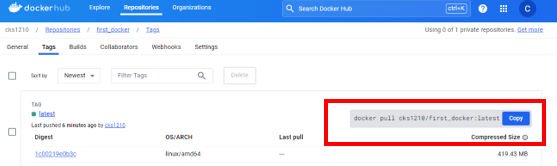 dockerhub Explore Repositories Organizations Search Docker Hub ctrl+K C
cks1210 / Repositories / first_docker / Tags Using 0 of 1 private repositories. Get more
General Tags Builds Collaborators Webhooks Settings
Sort by Newest Filter Tags Delete
TAG
latest docker pull cks1210/first_docker:latest Copy
Last pushed 6 minutes ago by cks1210
Digest OS/ARCH Last pull Compressed Size
1c00219e0b3c linux/amd64 --- 419.43 MB